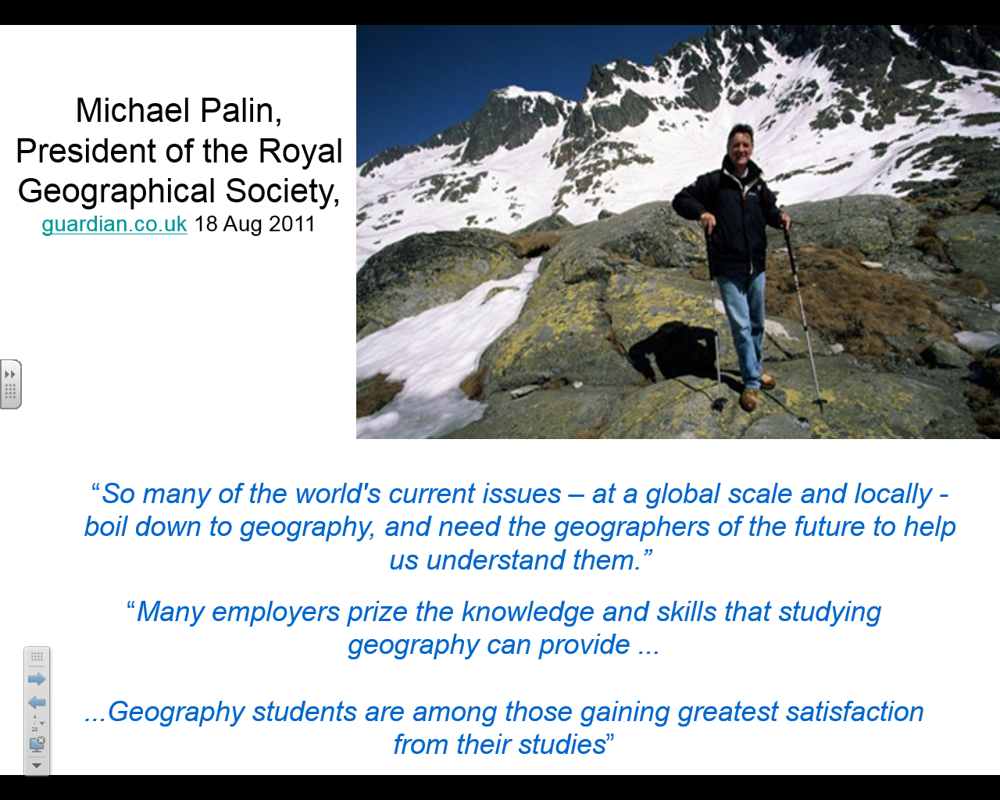 Michael Palin,
President of the Royal
Geographical Society,
guardian.co.uk 18 Aug 2011
“So many of the world's current issues – at a global scale and locally -
boil down to geography, and need the geographers of the future to help
us understand them.”
“Many employers prize the knowledge and skills that studying
geography can provide ...
...Geography students are among those gaining greatest satisfaction
from their studies”
4
/
28